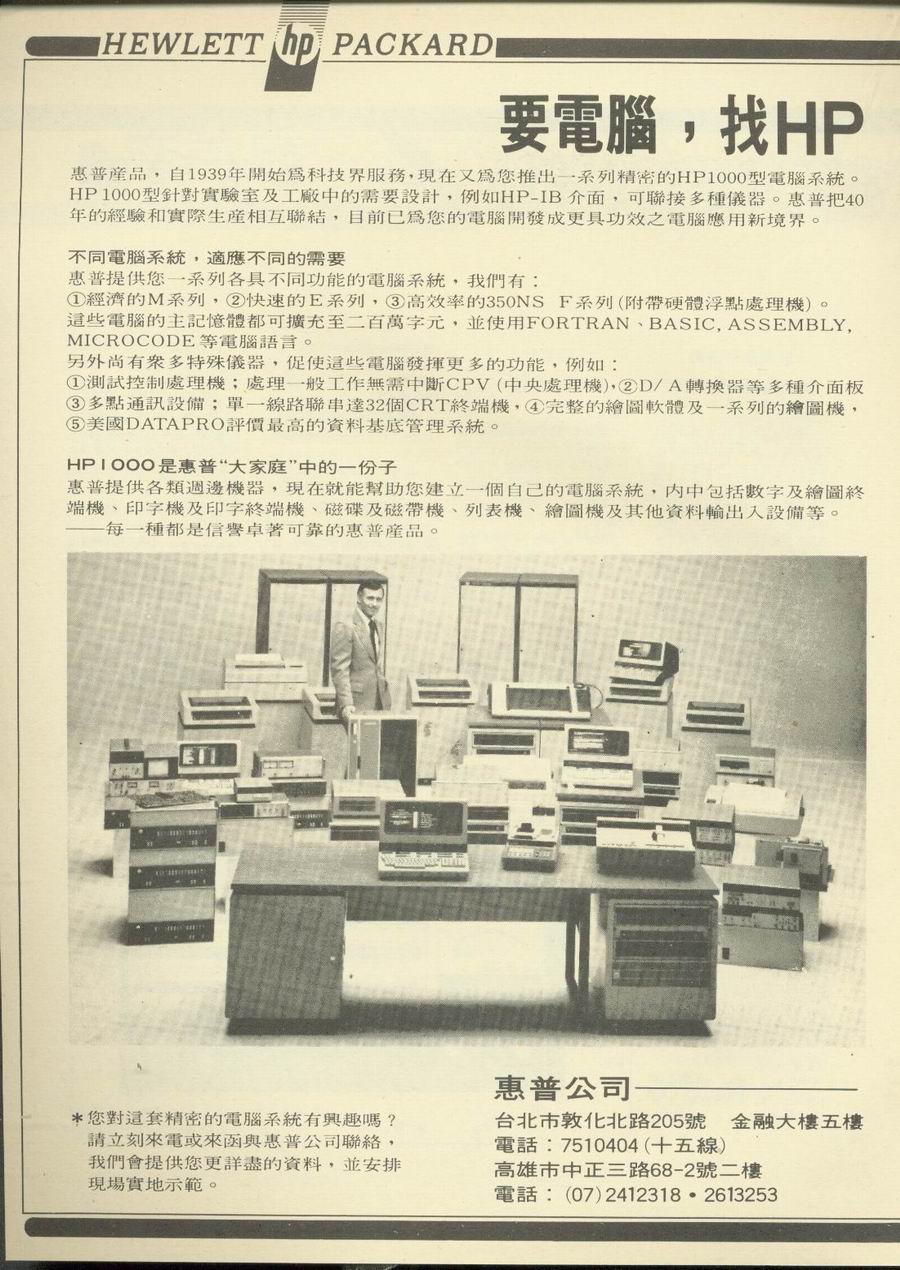 HEWLETT hp PACKARD
要電腦，找HP
惠普産品，自1939年開始爲科技界服務，現在又爲您推出一系列精密的HP1000型電腦系統。
HP 1000型針對實驗室及工廠中的需要設計，例如HP-IB 介面，可聯接多種儀器。惠普把40
年的經驗和實際生産相互聯結，目前已爲您的電腦開發成更具功效之電腦應用新境界。
不同電腦系統，適應不同的需要
惠普提供您一系列各具不同功能的電腦系統，我們有：
①經濟的M系列，②快速的E系列，③高效率的350NS F系列(附帶硬體浮點處理機)。
這些電腦的主記憶體都可擴充至二百萬字元，並使用FORTRAN、BASIC, ASSEMBLY,
MICROCODE等電腦語言。
另外尚有衆多特殊儀器，促使這些電腦發揮更多的功能，例如：
①測試控制處理機；處理一般工作無需中斷CPV (中央處理機)，②D/A轉換器等多種介面板
③多點通訊設備；單一線路聯串達32個CRT終端機，④完整的繪圖軟體及一系列的繪圖機，
⑤美國DATAPRO評價最高的資料基底管理系統。
HP 1000是惠普“大家庭”中的一份子
惠普提供各類週邊機器，現在就能幫助您建立一個自己的電腦系統，内中包括數字及繪圖終
端機、印字機及印字終端機、磁碟及磁帶機、列表機、繪圖機及其他資料輸出入設備等。
——每一種都是信譽卓著可靠的惠普産品。
惠普公司
＊您對這套精密的電腦系統有興趣嗎？
請立刻來電或來函與惠普公司聯絡，
我們會提供您更詳盡的資料，並安排
現場實地示範。
台北市敦化北路205號 金融大樓五樓
電話：7510404 (十五線)
高雄市中正三路68-2號二樓
電話：(07) 2412318 • 2613253